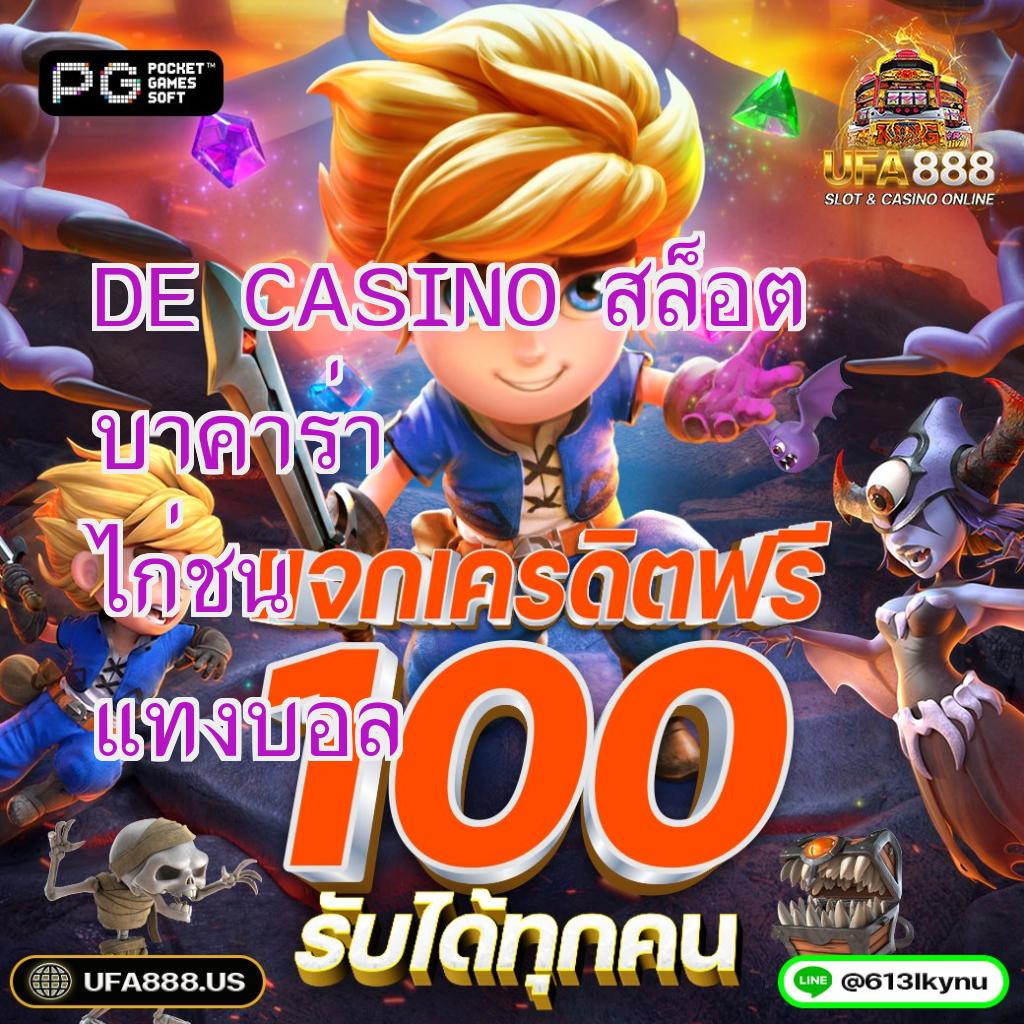 PG POCKET GAMES SOFT™
UFA888
SLOT & CASINO ONLINE
DE CASINO สล็อต
บาคาร่า
ไก่ชน
แจกเครดิตฟรี
100
แทงบอล
รับได้ทุกคน
UFA888.US
LINE @613lkynu